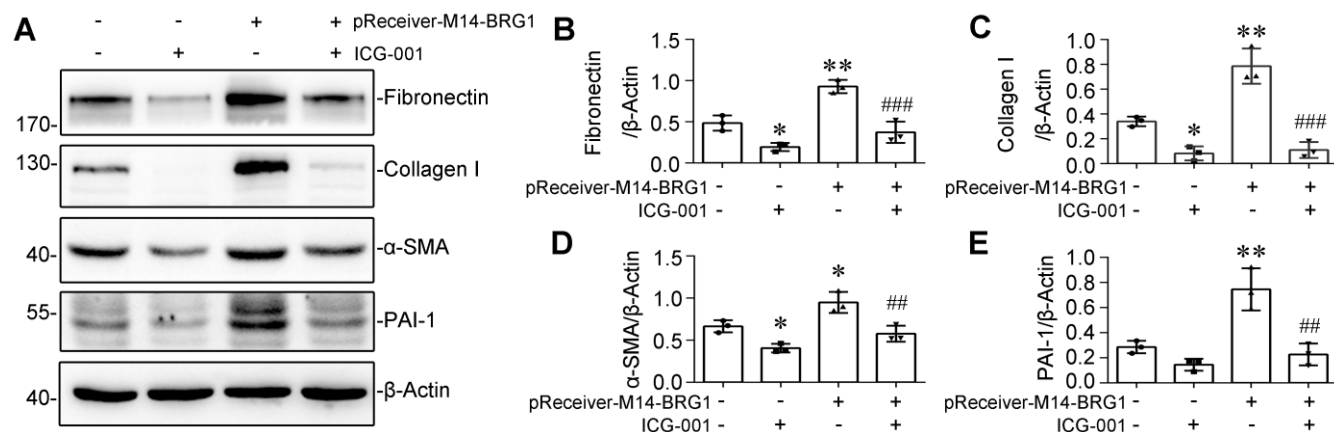 A
- - + + pReceiver-M14-BRG1
- + - + ICG-001
-Fibronectin
170-
130-
-Collagen I
40-
-α-SMA
55-
-PAI-1
40-
-β-Actin
B
Fibronectin
/β-Actin
1.5
1.0
0.5
0.0
*
**
###
pReceiver-M14-BRG1 - - + +
ICG-001 - + - +
C
Collagen I
/β-Actin
1.0
0.8
0.6
0.4
0.2
0
*
**
###
pReceiver-M14-BRG1 - - + +
ICG-001 - + - +
D
α-SMA/β-Actin
1.5
1.0
0.5
0.0
*
*
##
pReceiver-M14-BRG1 - - + +
ICG-001 - + - +
E
PAI-1/β-Actin
1.0
0.8
0.6
0.4
0.2
0.0
**
##
pReceiver-M14-BRG1 - - + +
ICG-001 - + - +